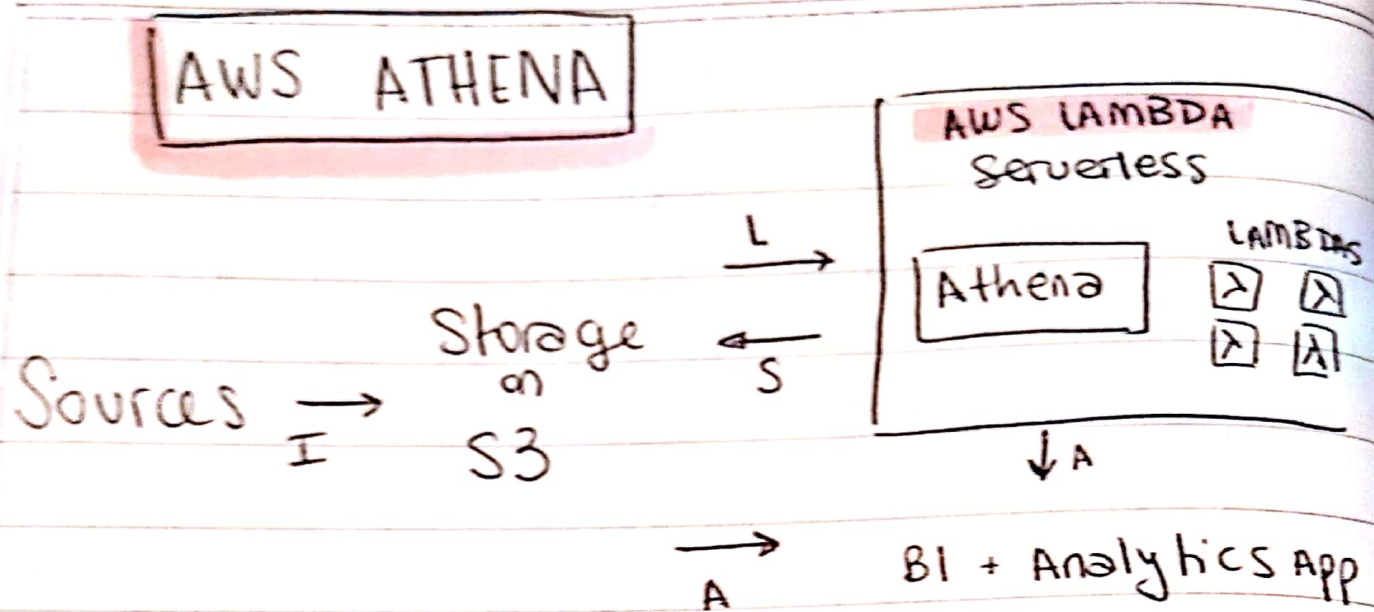 AWS ATHENA
AWS LAMBDA
Serverless
LAMBDAS
L
Athena
λ λ
λ λ
Storage
on
S3
S
Sources
I
A
BI + Analytics App
A